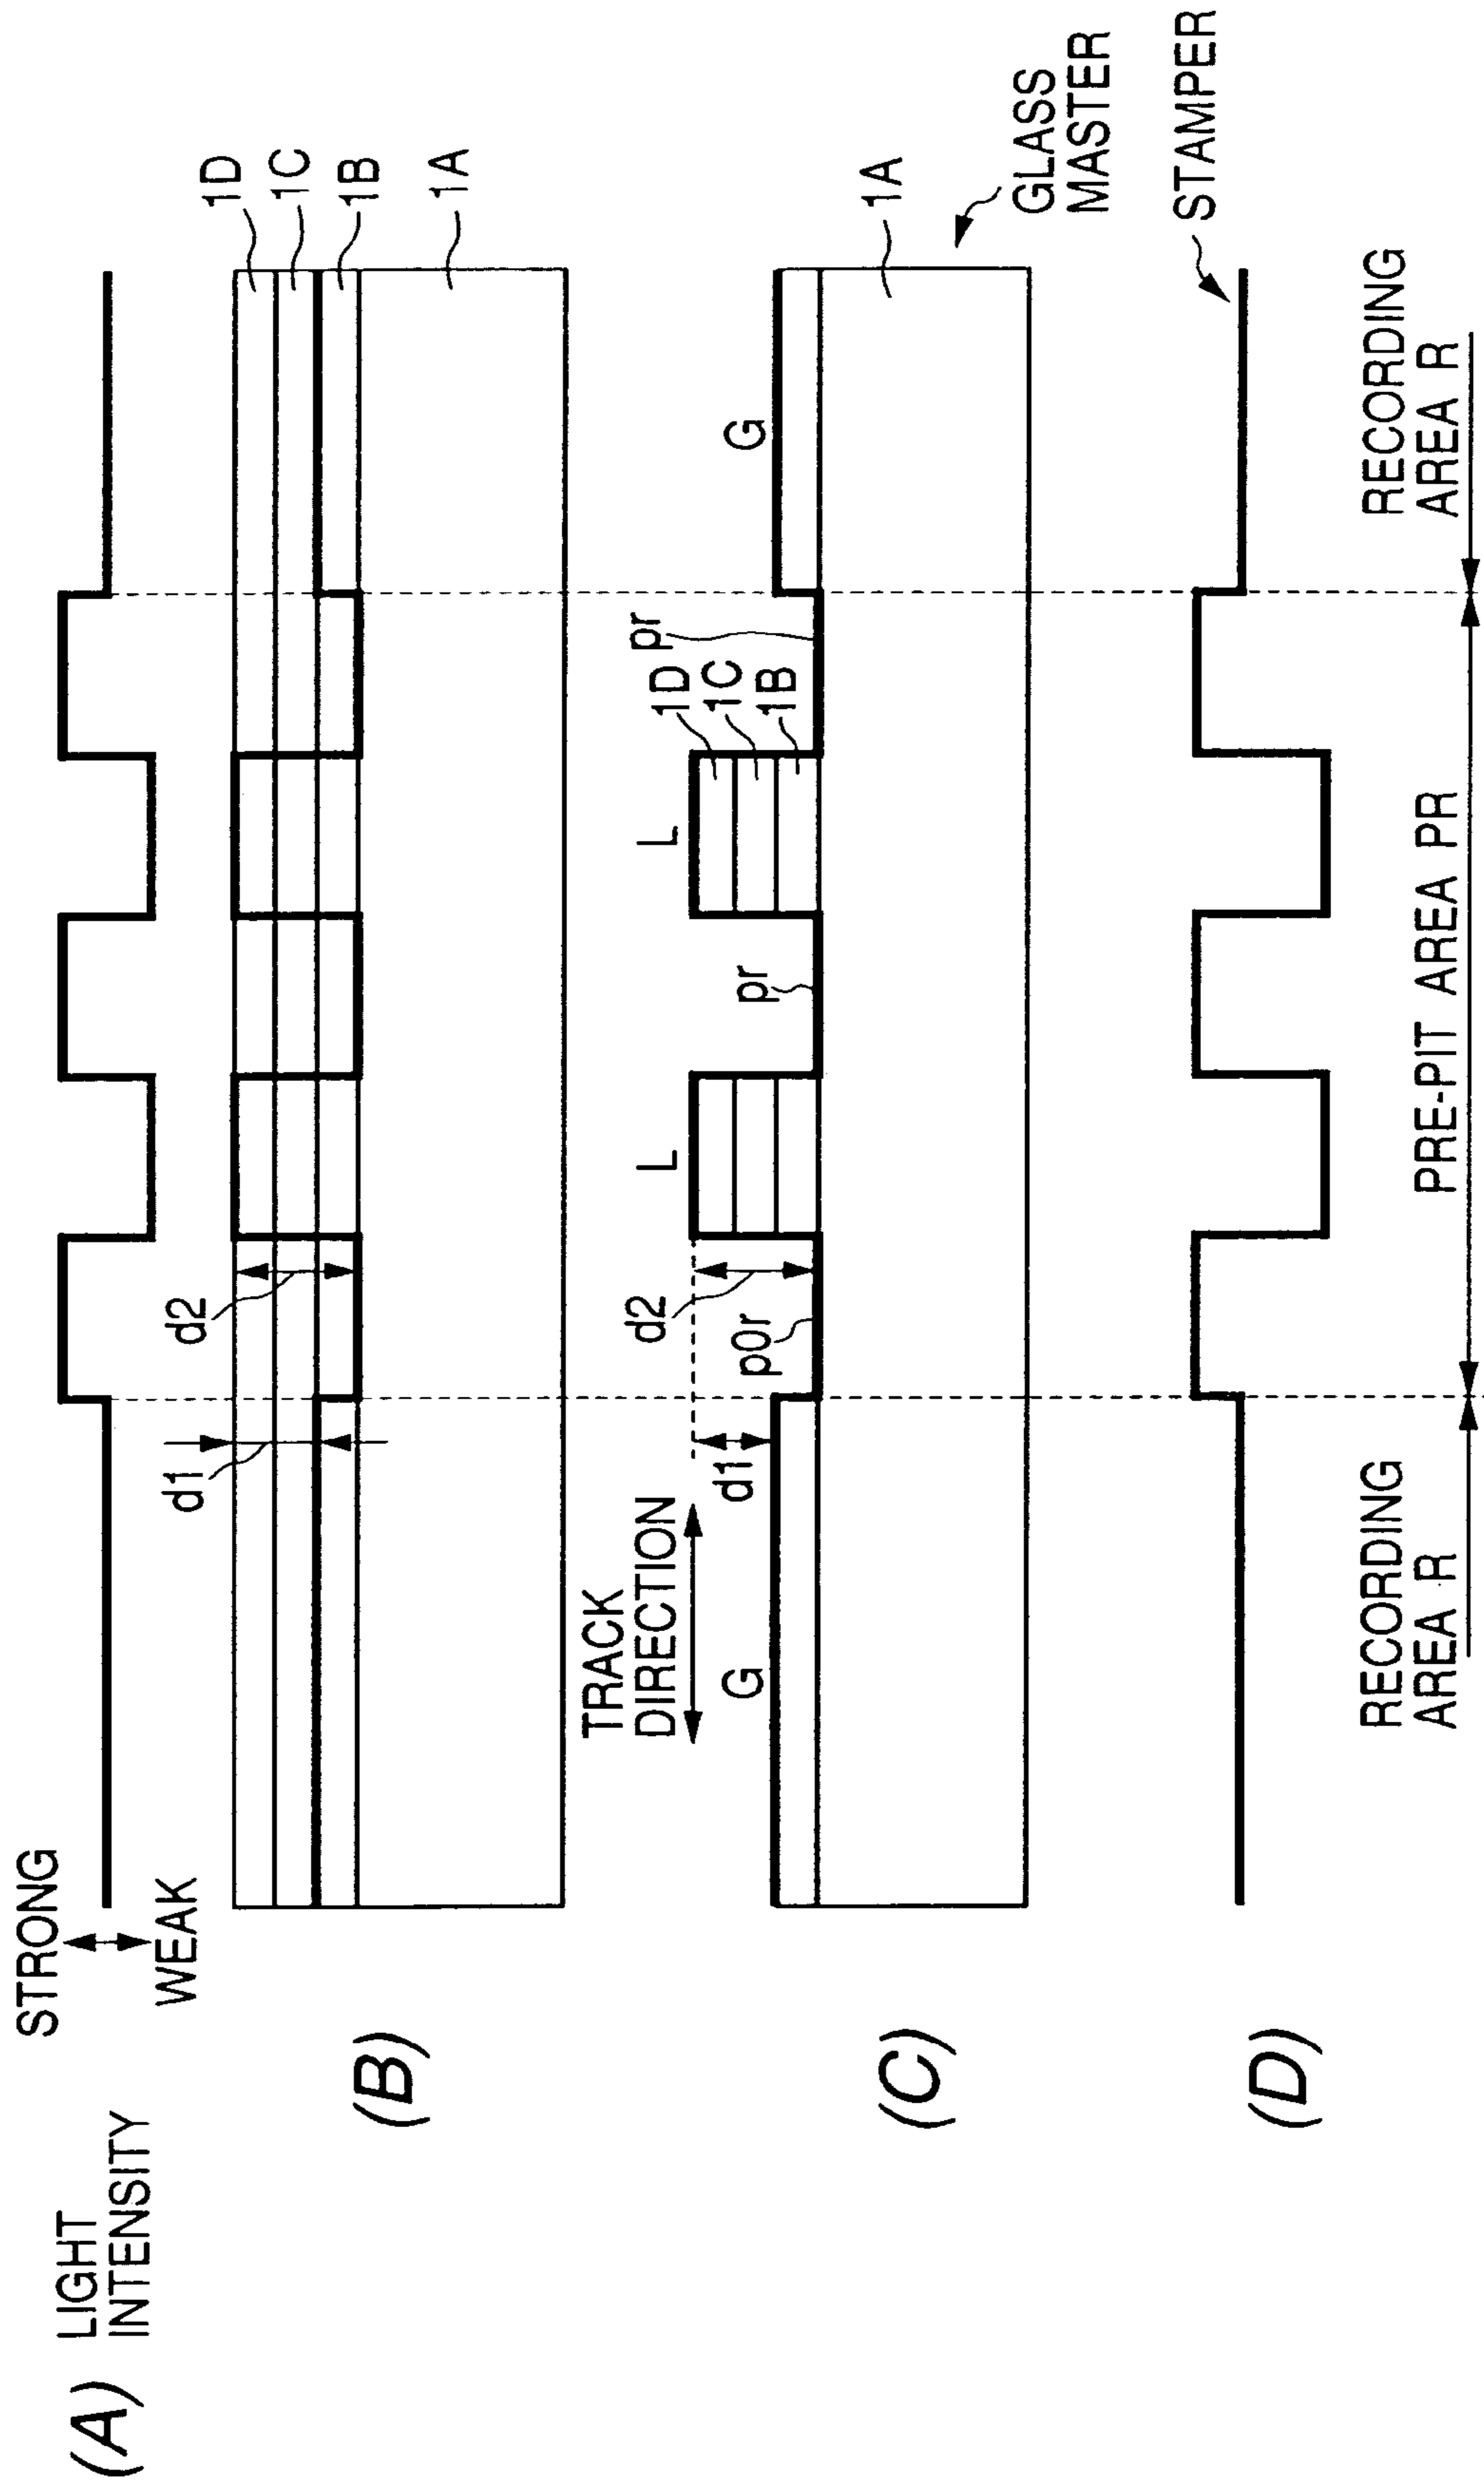 (A) LIGHT
INTENSITY
STRONG
WEAK
(B)
d1
d2
1D
1C
1B
1A
(C)
TRACK
DIRECTION
G
d1
d2
p0r
L
pr
L
1D
1C
1B
pr
G
1A
GLASS
MASTER
(D)
STAMPER
RECORDING
AREA R
PRE-PIT AREA PR
RECORDING
AREA R